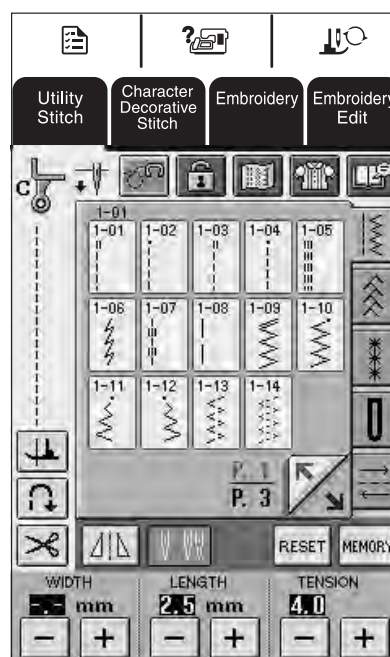 Utility
Stitch
Character
Decorative
Stitch
Embroidery
Embroidery
Edit
C
1-01
1-01 1-02 1-03 1-04 1-05
1-06 1-07 1-08 1-09 1-10
1-11 1-12 1-13 1-14
P. 1
P. 3
RESET MEMORY
WIDTH LENGTH TENSION
-.- mm 2.5 mm 4.0
− + − + − +